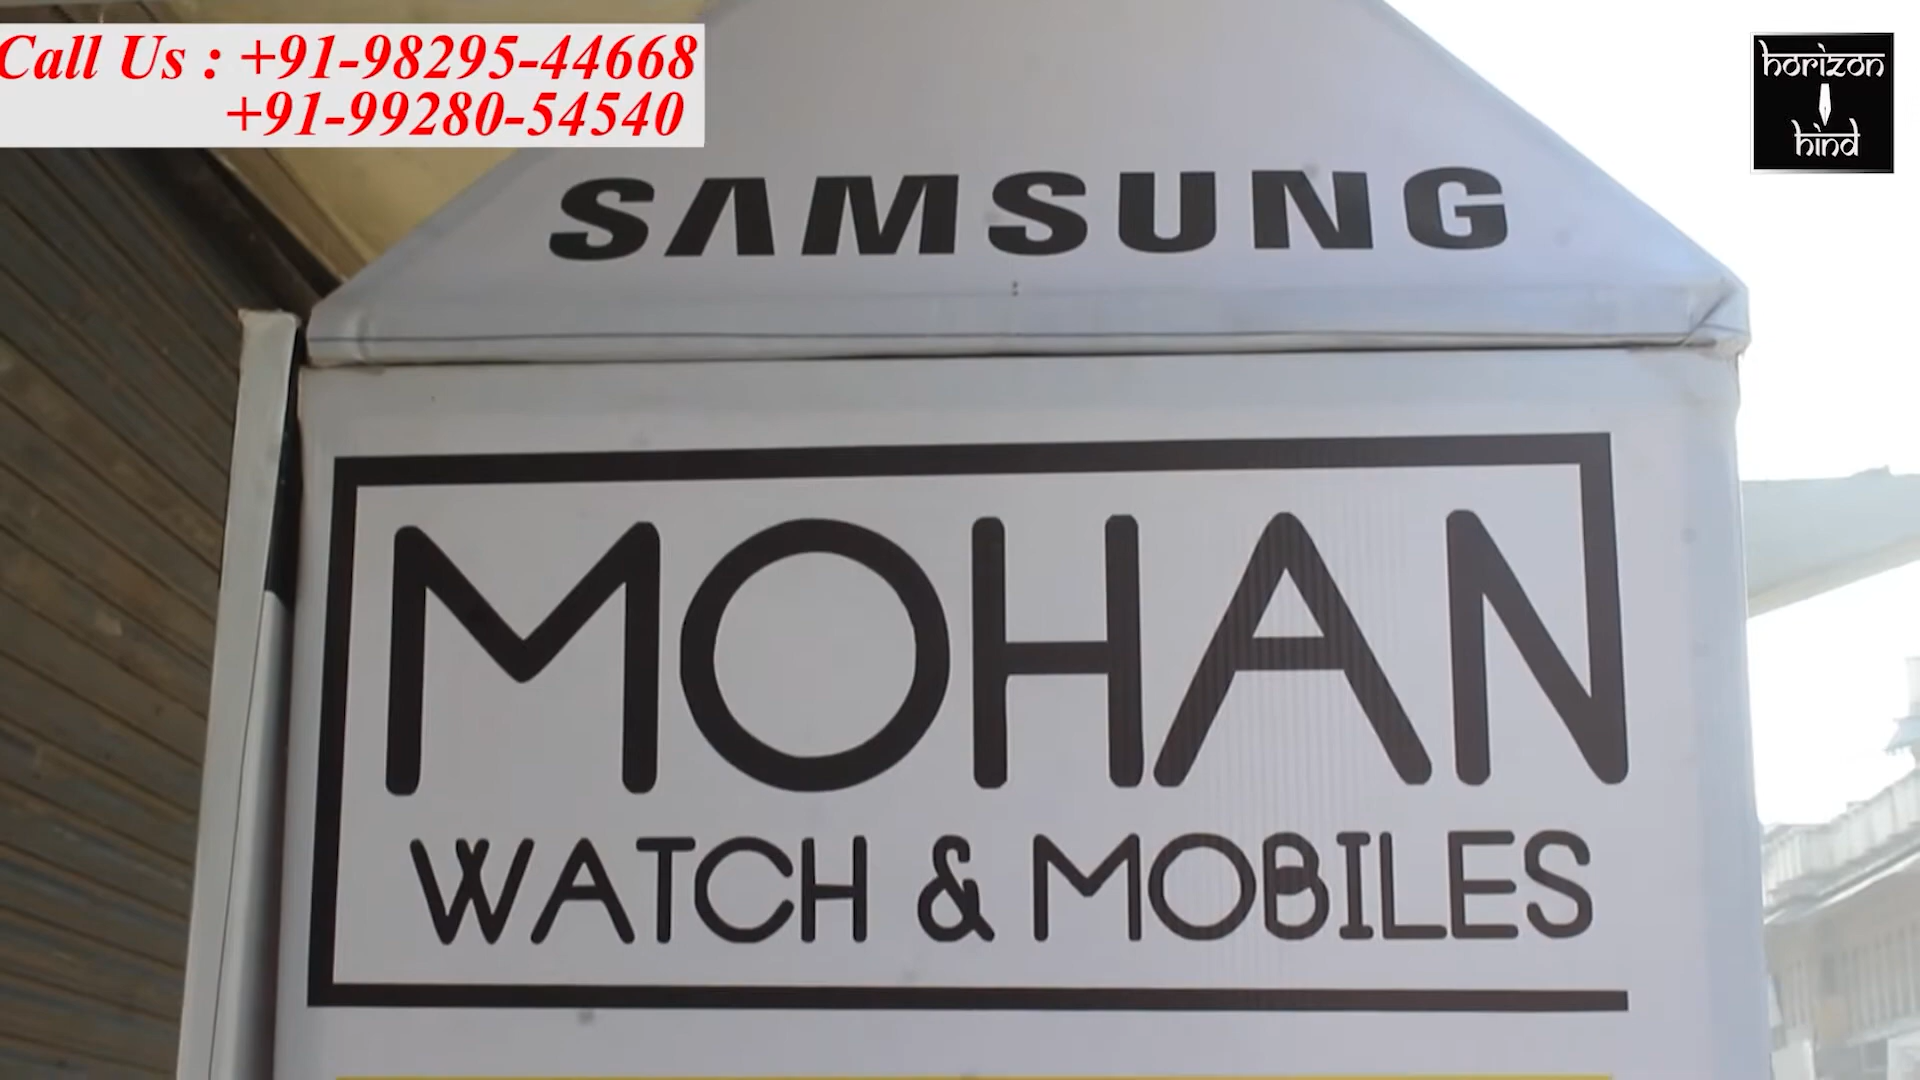 Call Us : +91-98295-44668
+91-99280-54540
horizon
hind
SAMSUNG
MOHAN
WATCH & MOBILES